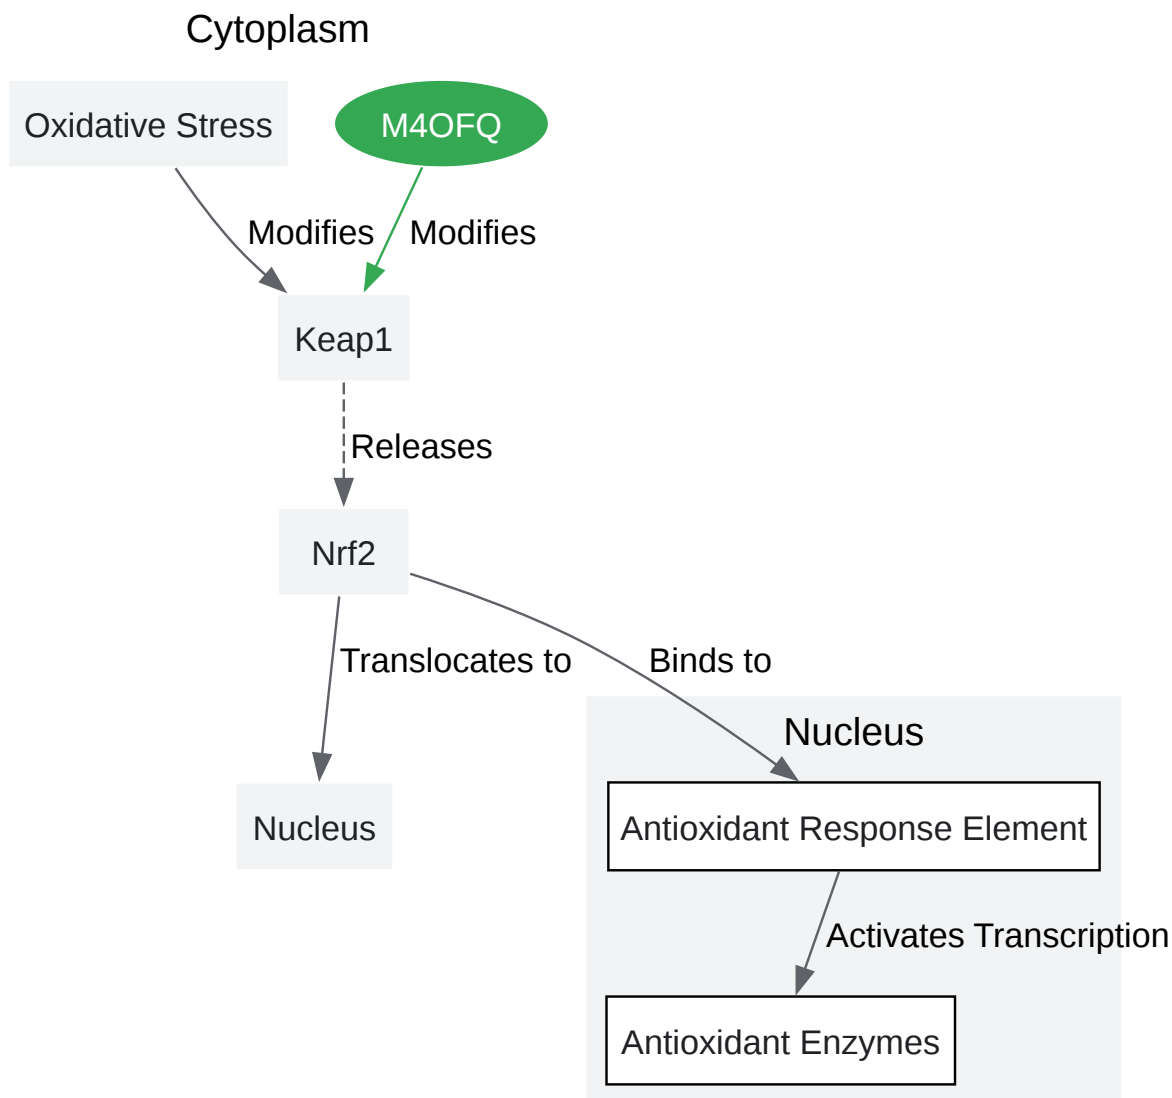 Cytoplasm
Oxidative Stress
M4OFQ
Modifies
Modifies
Keap1
Releases
Nrf2
Translocates to
Binds to
Nucleus
Nucleus
Antioxidant Response Element
Activates Transcription
Antioxidant Enzymes